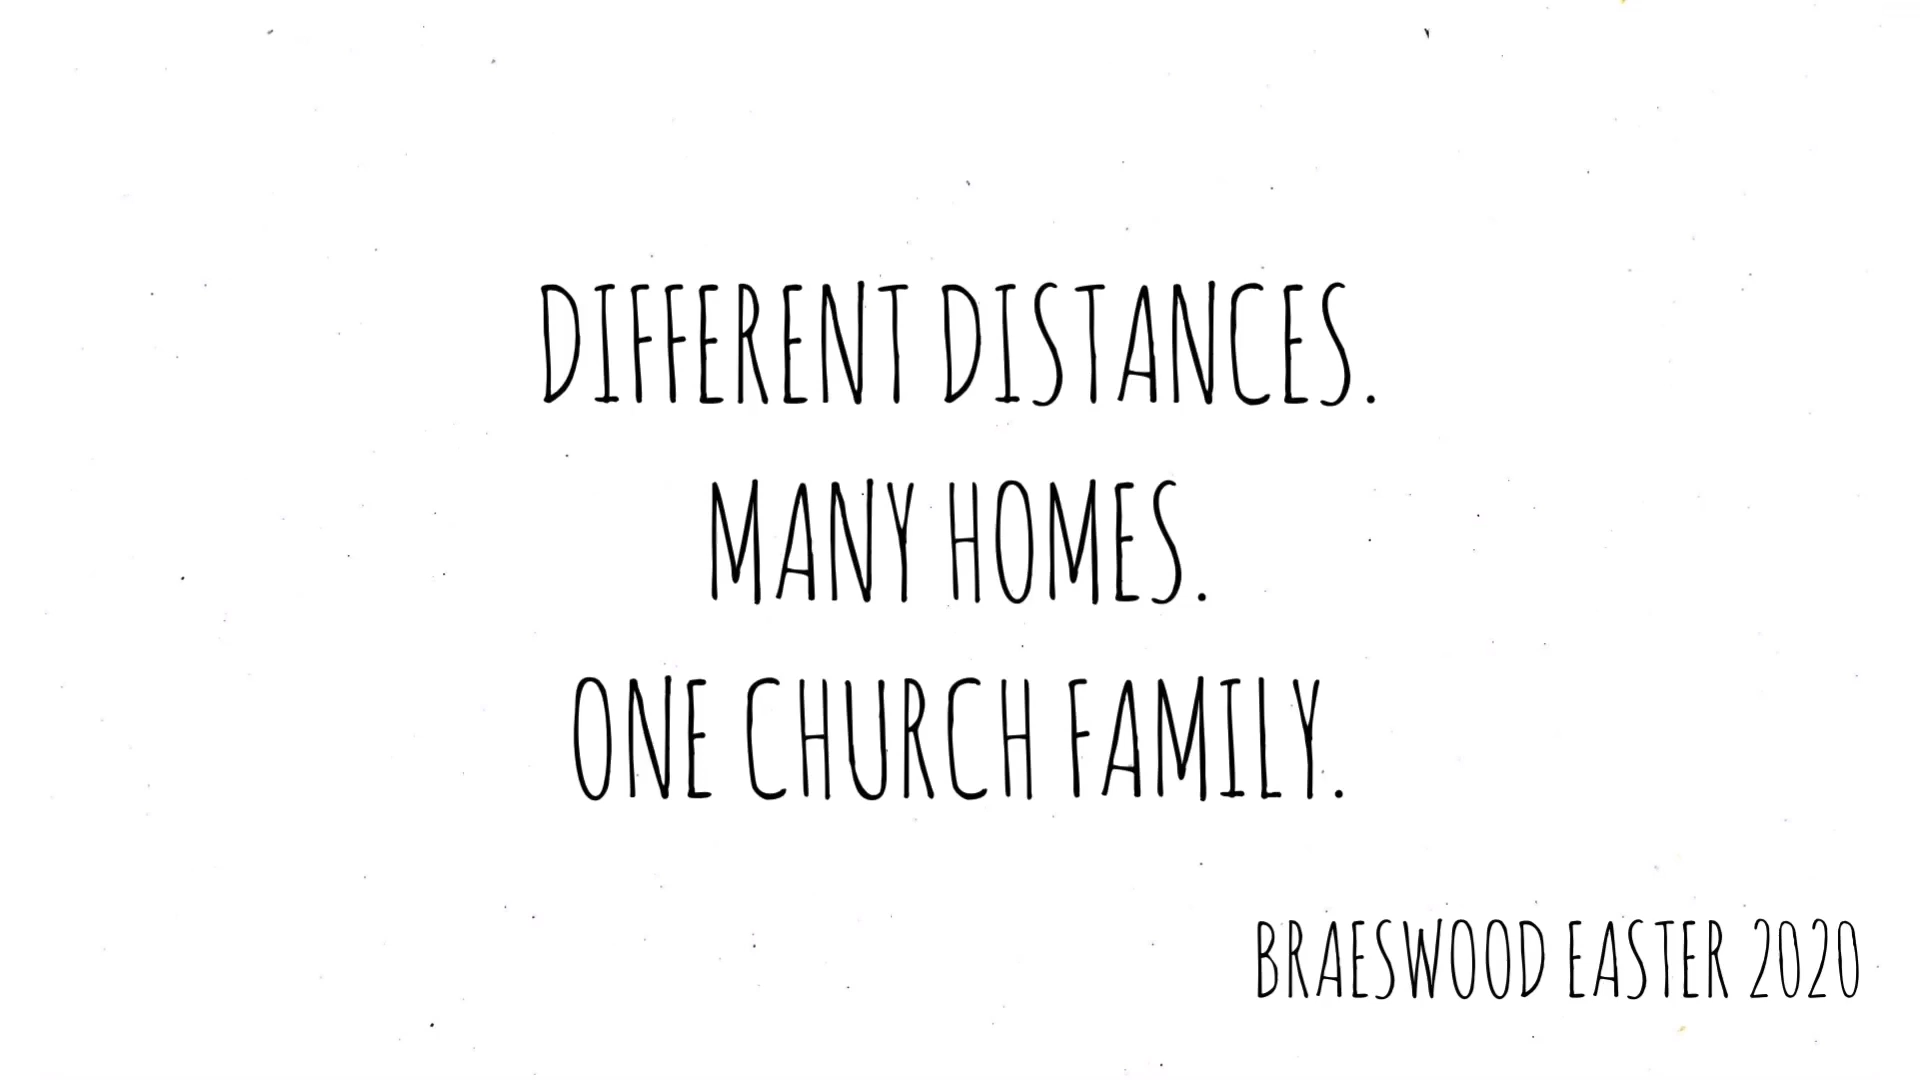 DIFFERENT DISTANCES.
MANY HOMES.
ONE CHURCH FAMILY.
BRAESWOOD EASTER 2020